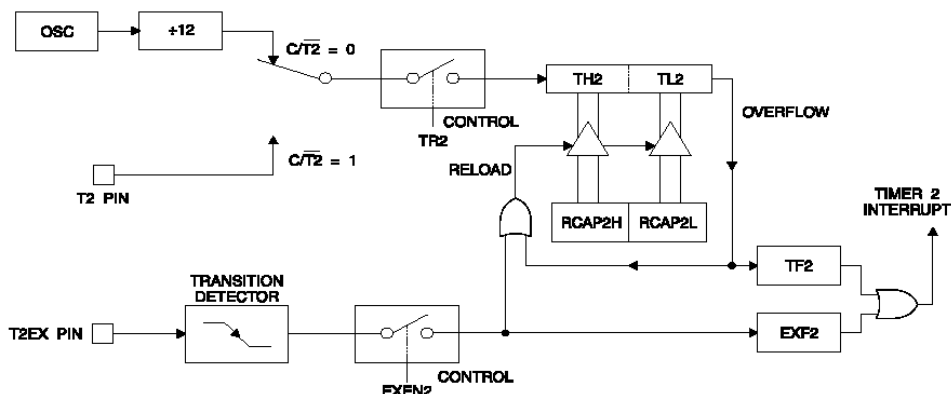 OSC
÷12
C/T2 = 0
TH2
TL2
OVERFLOW
CONTROL
TR2
C/T2 = 1
T2 PIN
RELOAD
RCAP2H
RCAP2L
TIMER 2
INTERRUPT
TF2
TRANSITION
DETECTOR
T2EX PIN
EXF2
CONTROL
EXEN2